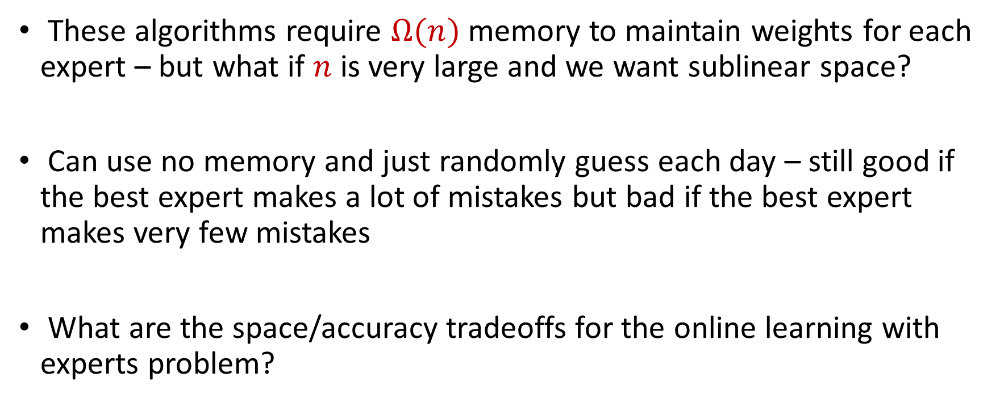 • These algorithms require Ω(n) memory to maintain weights for each
expert – but what if n is very large and we want sublinear space?
• Can use no memory and just randomly guess each day – still good if
the best expert makes a lot of mistakes but bad if the best expert
makes very few mistakes
• What are the space/accuracy tradeoffs for the online learning with
experts problem?